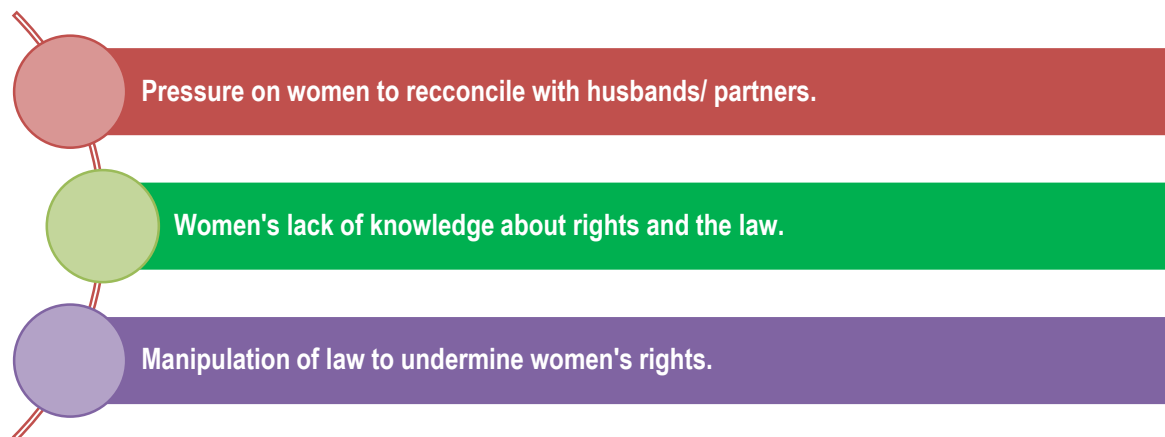 Pressure on women to recconcile with husbands/ partners.
Women's lack of knowledge about rights and the law.
Manipulation of law to undermine women's rights.